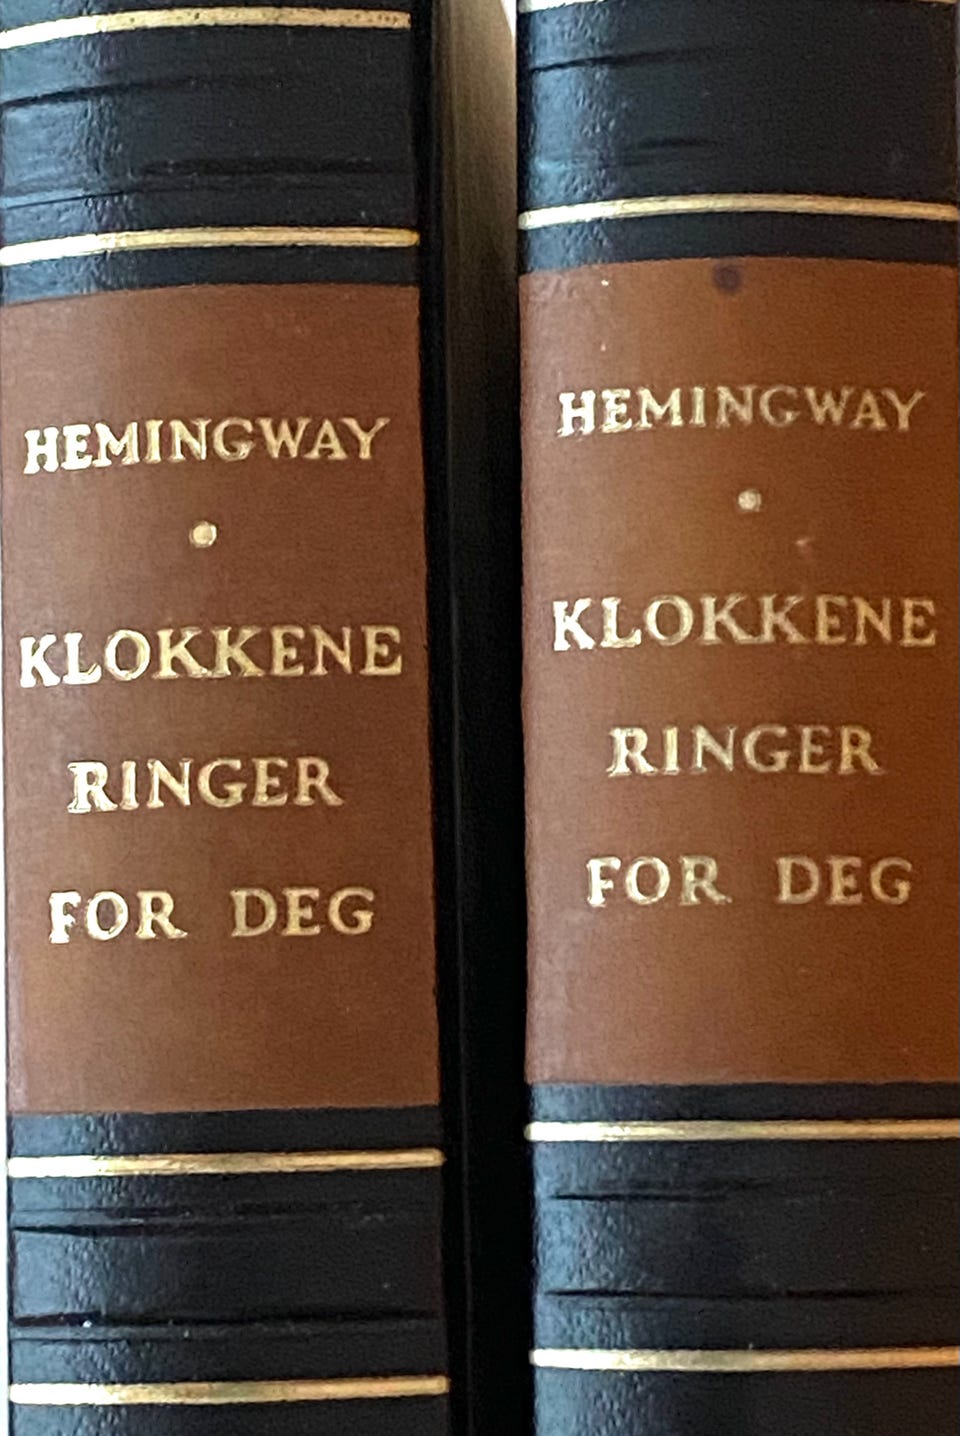 HEMINGWAY
KLOKKENE
RINGER
FOR DEG
HEMINGWAY
KLOKKENE
RINGER
FOR DEG